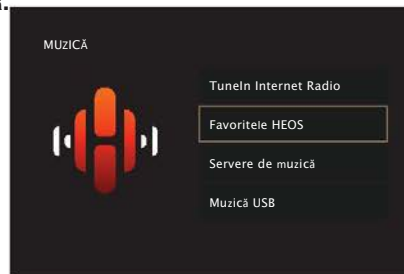 MUZICĂ
TuneIn Internet Radio
Favoritele HEOS
Servere de muzică
Muzică USB